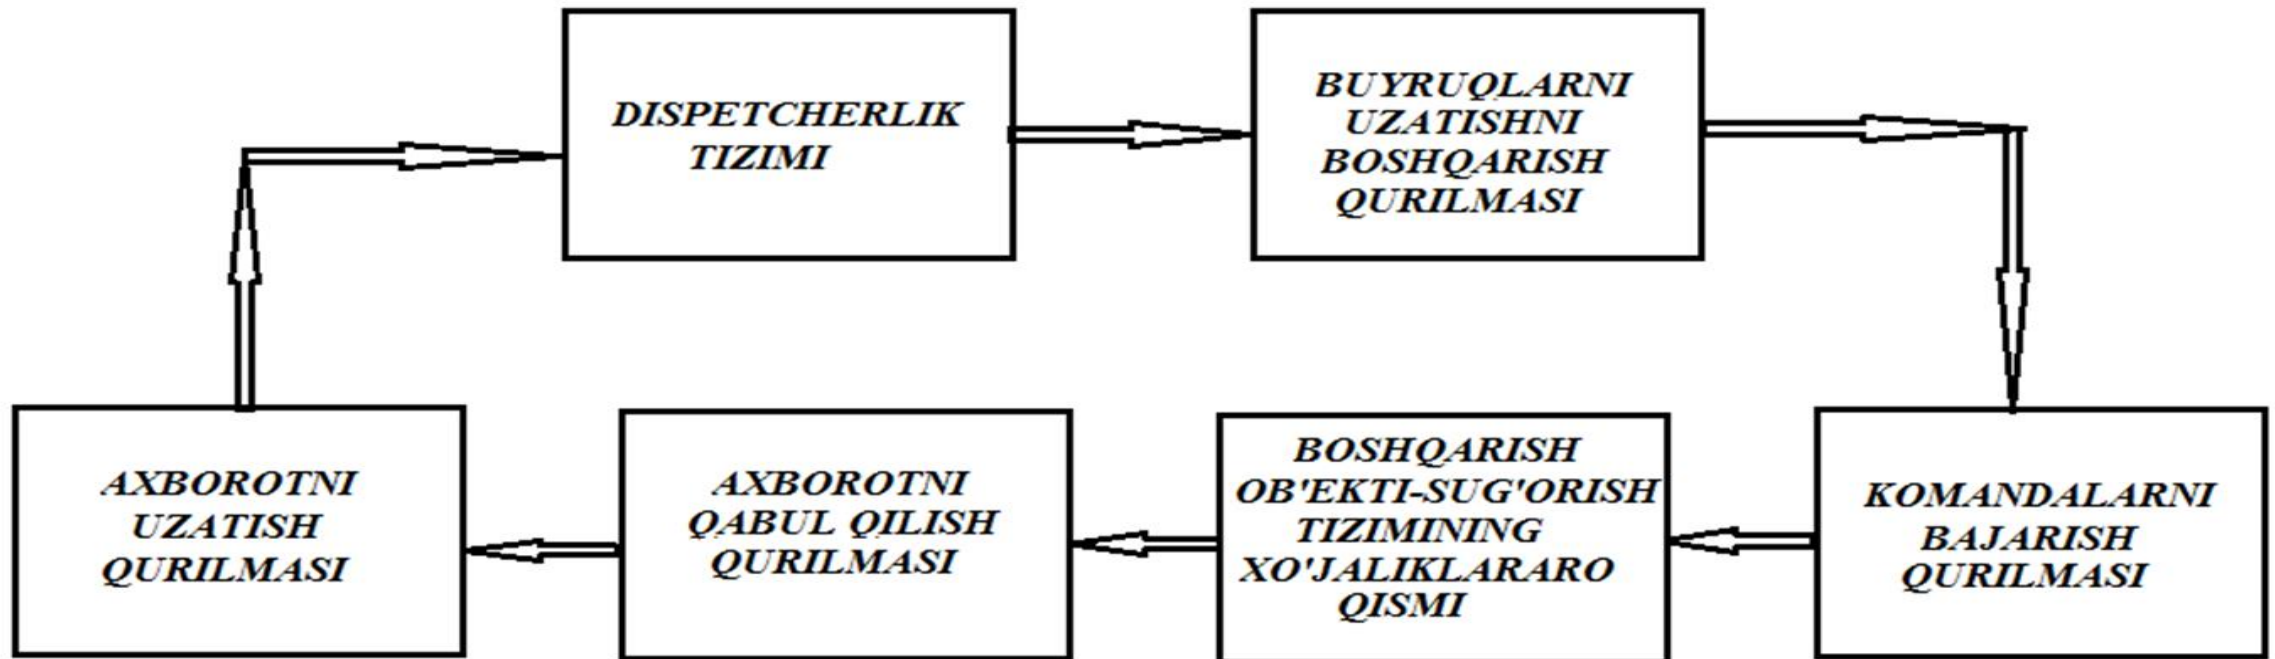 DISPETCHERLIK
TIZIMI
BUYRUQLARNI
UZATISHNI
BOSHQARISH
QURILMASI
AXBOROTNI
UZATISH
QURILMASI
AXBOROTNI
QABUL QILISH
QURILMASI
BOSHQARISH
OB'EKTI-SUG'ORISH
TIZIMINING
XO'JALIKLARARO
QISMI
KOMANDALARNI
BAJARISH
QURILMASI